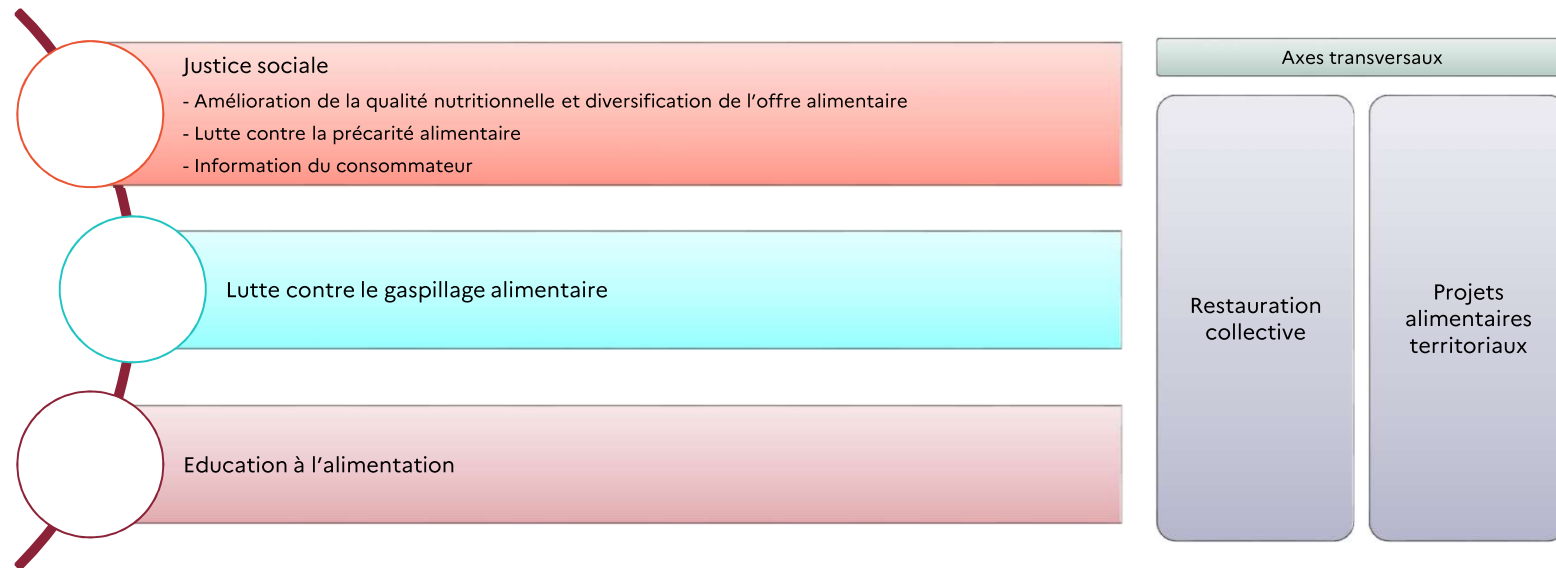 Justice sociale
- Amélioration de la qualité nutritionnelle et diversification de l'offre alimentaire
- Lutte contre la précarité alimentaire
- Information du consommateur
Lutte contre le gaspillage alimentaire
Education à l'alimentation
Axes transversaux
Restauration
collective
Projets
alimentaires
territoriaux